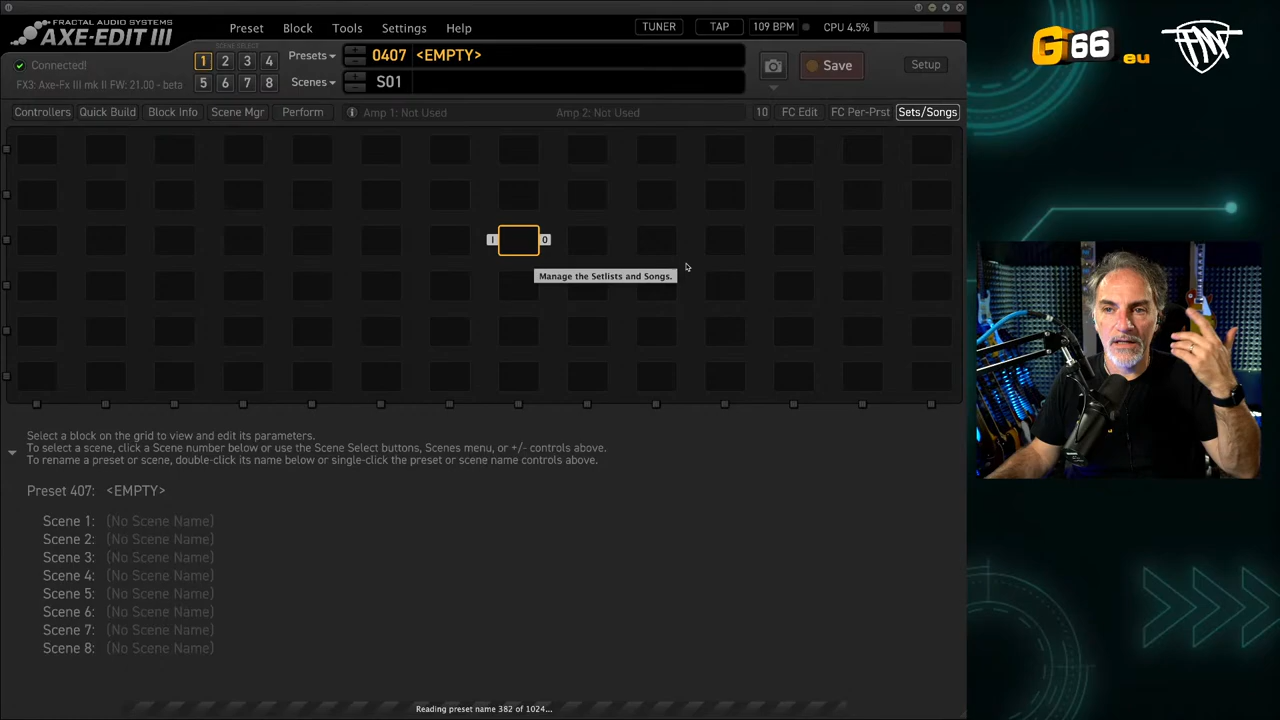 FRACTAL AUDIO SYSTEMS
AXE-EDIT III
Preset Block Tools Settings Help
TUNER TAP 109 BPM CPU 4.5%
SCENE SELECT
1 2 3 4
5 6 7 8
Presets 0407 <EMPTY>
Scenes S01
Save
Setup
Connected!
FX3: Axe-Fx III mk II FW: 21.00 - beta
Controllers Quick Build Block Info Scene Mgr Perform Amp 1: Not Used Amp 2: Not Used 10 FC Edit FC Per-Prst Sets/Songs
I O
Manage the Setlists and Songs.
Select a block on the grid to view and edit its parameters.
To select a scene, click a Scene number below or use the Scene Select buttons, Scenes menu, or +/- controls above.
To rename a preset or scene, double-click its name below or single-click the preset or scene name controls above.
Preset 407: <EMPTY>
Scene 1: (No Scene Name)
Scene 2: (No Scene Name)
Scene 3: (No Scene Name)
Scene 4: (No Scene Name)
Scene 5: (No Scene Name)
Scene 6: (No Scene Name)
Scene 7: (No Scene Name)
Scene 8: (No Scene Name)
Reading preset name 382 of 1024...
G66
eu